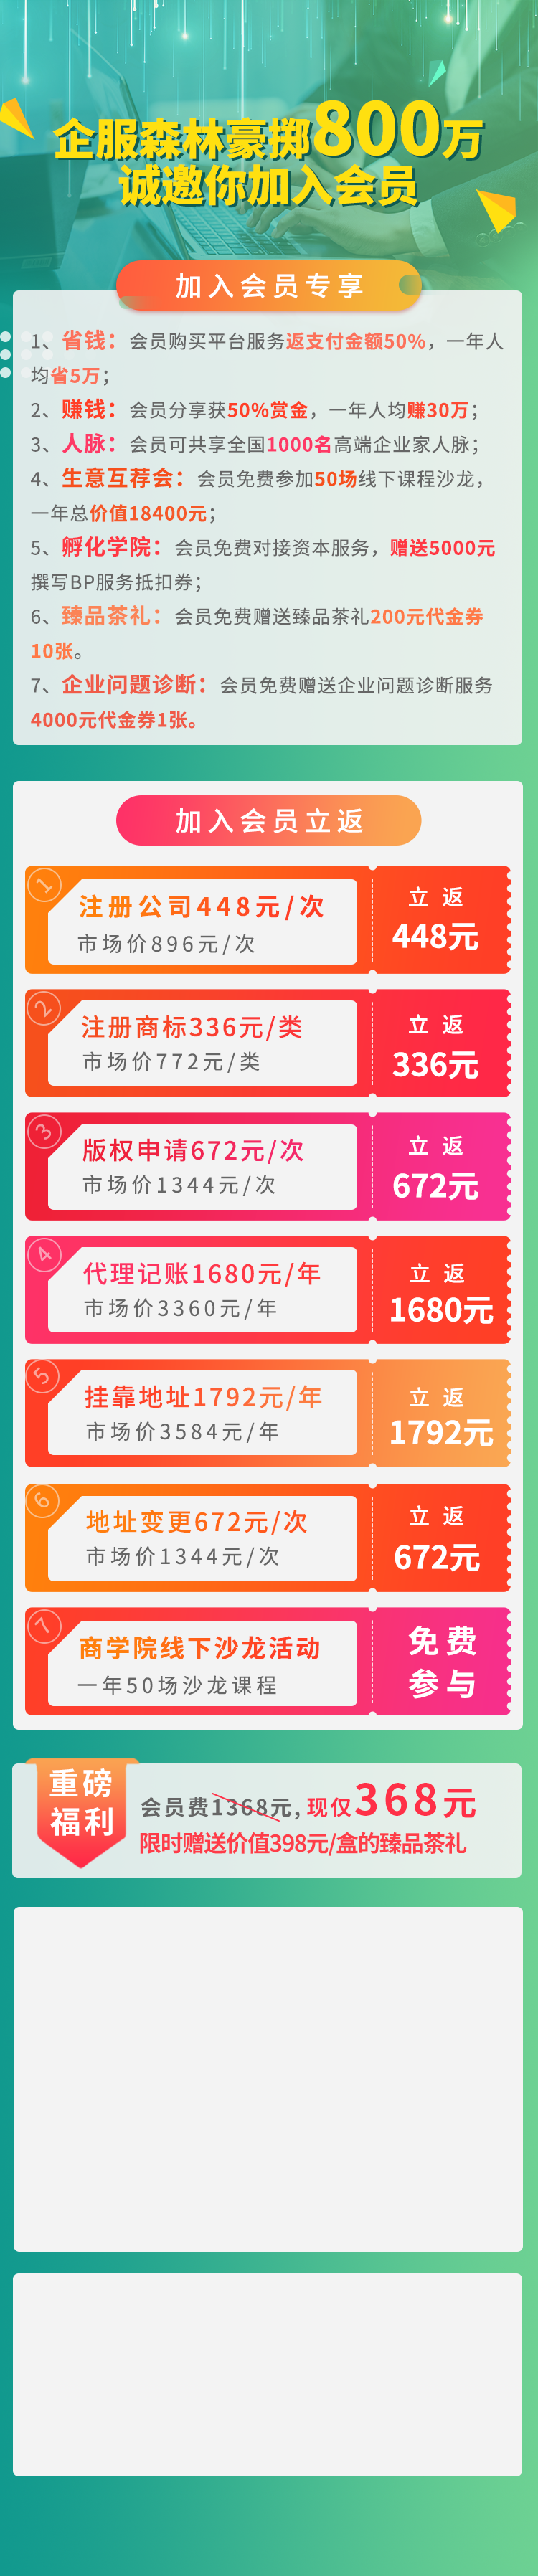 企服森林豪掷800万
诚邀你加入会员
加入会员专享
1、省钱：会员购买平台服务返支付金额50%，一年人
均省5万；
2、赚钱：会员分享获50%赏金，一年人均赚30万；
3、人脉：会员可共享全国1000名高端企业家人脉；
4、生意互荐会：会员免费参加50场线下课程沙龙，
一年总价值18400元；
5、孵化学院：会员免费对接资本服务，赠送5000元
撰写BP服务抵扣券；
6、臻品茶礼：会员免费赠送臻品茶礼200元代金券
10张。
7、企业问题诊断：会员免费赠送企业问题诊断服务
4000元代金券1张。
加入会员立返
1
注册公司448元/次
市场价896元/次
立返
448元
2
注册商标336元/类
市场价772元/类
立返
336元
3
版权申请672元/次
市场价1344元/次
立返
672元
4
代理记账1680元/年
市场价3360元/年
立返
1680元
5
挂靠地址1792元/年
市场价3584元/年
立返
1792元
6
地址变更672元/次
市场价1344元/次
立返
672元
7
商学院线下沙龙活动
一年50场沙龙课程
免费
参与
重磅
福利
会员费1368元,现仅368元
限时赠送价值398元/盒的臻品茶礼